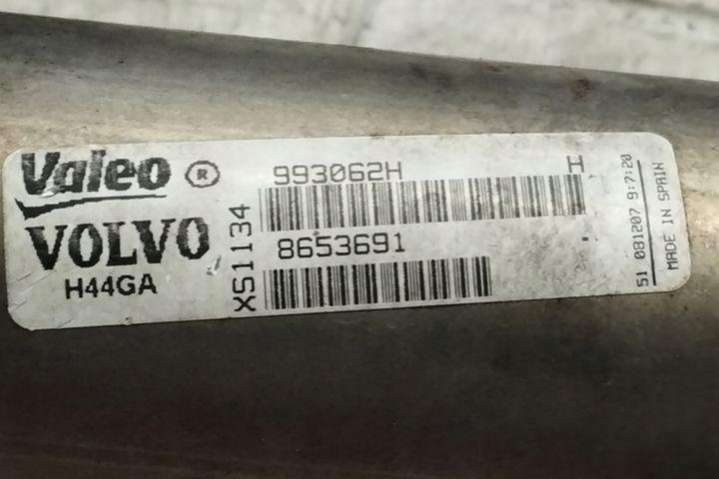 Valeo ®
VOLVO
H44GA
XS1134
993062H H
8653691
51 081207 9:7:20
MADE IN SPAIN